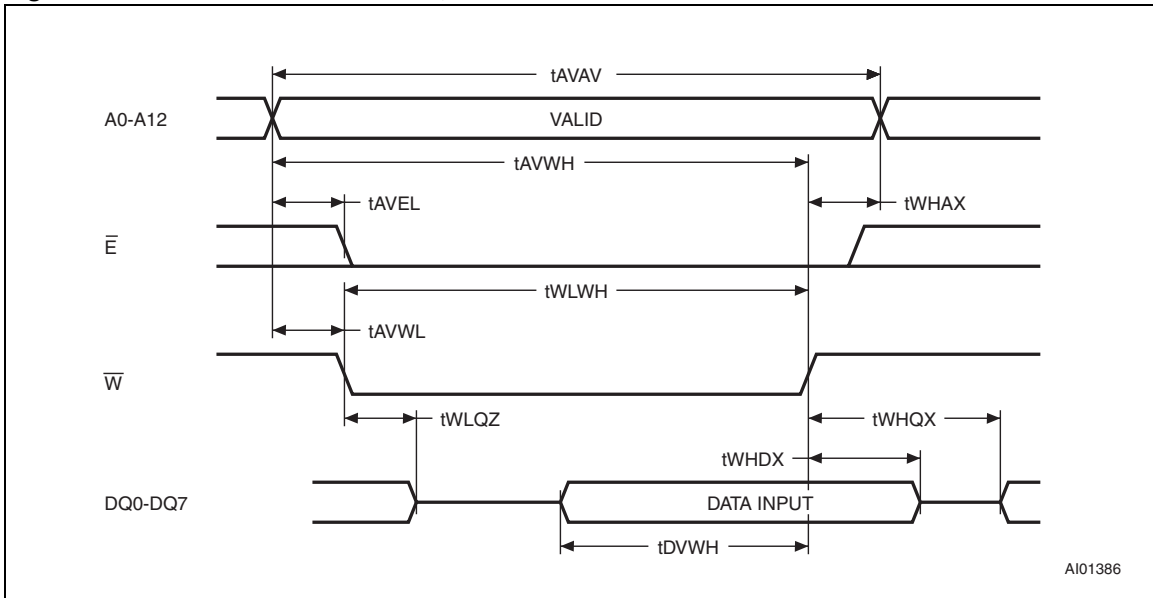 tAVAV
A0-A12
VALID
tAVWH
tAVEL
tWHAX
E̅
tWLWH
tAVWL
W̅
tWLQZ
tWHQX
tWHDX
DQ0-DQ7
DATA INPUT
tDVWH
AI01386